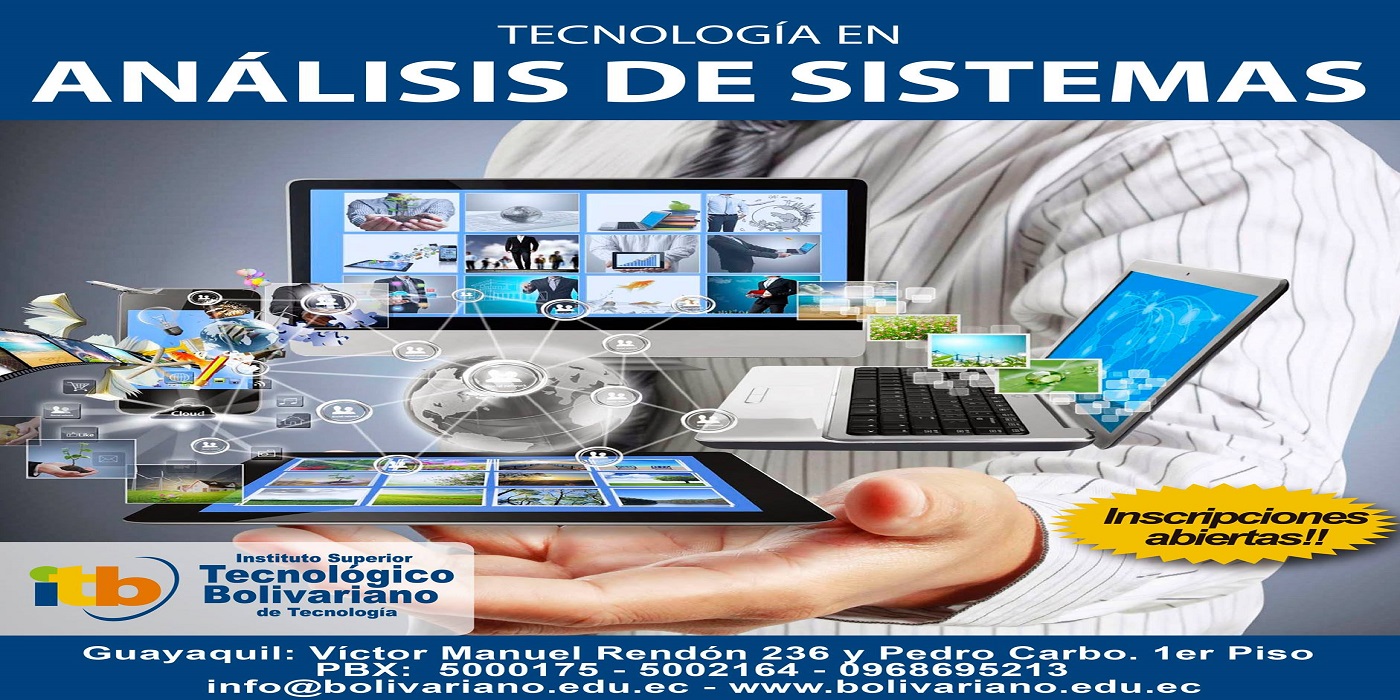 TECNOLOGÍA EN
ANÁLISIS DE SISTEMAS
Cloud
Like
Inscripciones
abiertas!!
itb
Instituto Superior
Tecnológico
Bolivariano
de Tecnología
Guayaquil: Víctor Manuel Rendón 236 y Pedro Carbo. 1er Piso
PBX: 5000175 - 5002164 - 0968695213
info@bolivariano.edu.ec - www.bolivariano.edu.ec